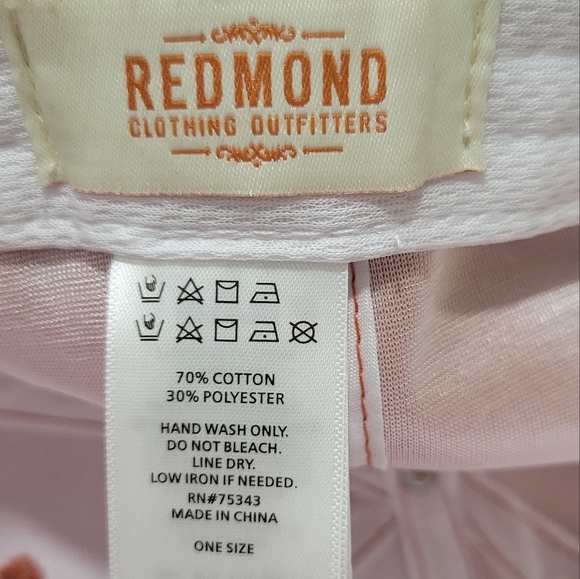 REDMOND
CLOTHING OUTFITTERS
70% COTTON
30% POLYESTER
HAND WASH ONLY.
DO NOT BLEACH.
LINE DRY.
LOW IRON IF NEEDED.
RN#75343
MADE IN CHINA
ONE SIZE